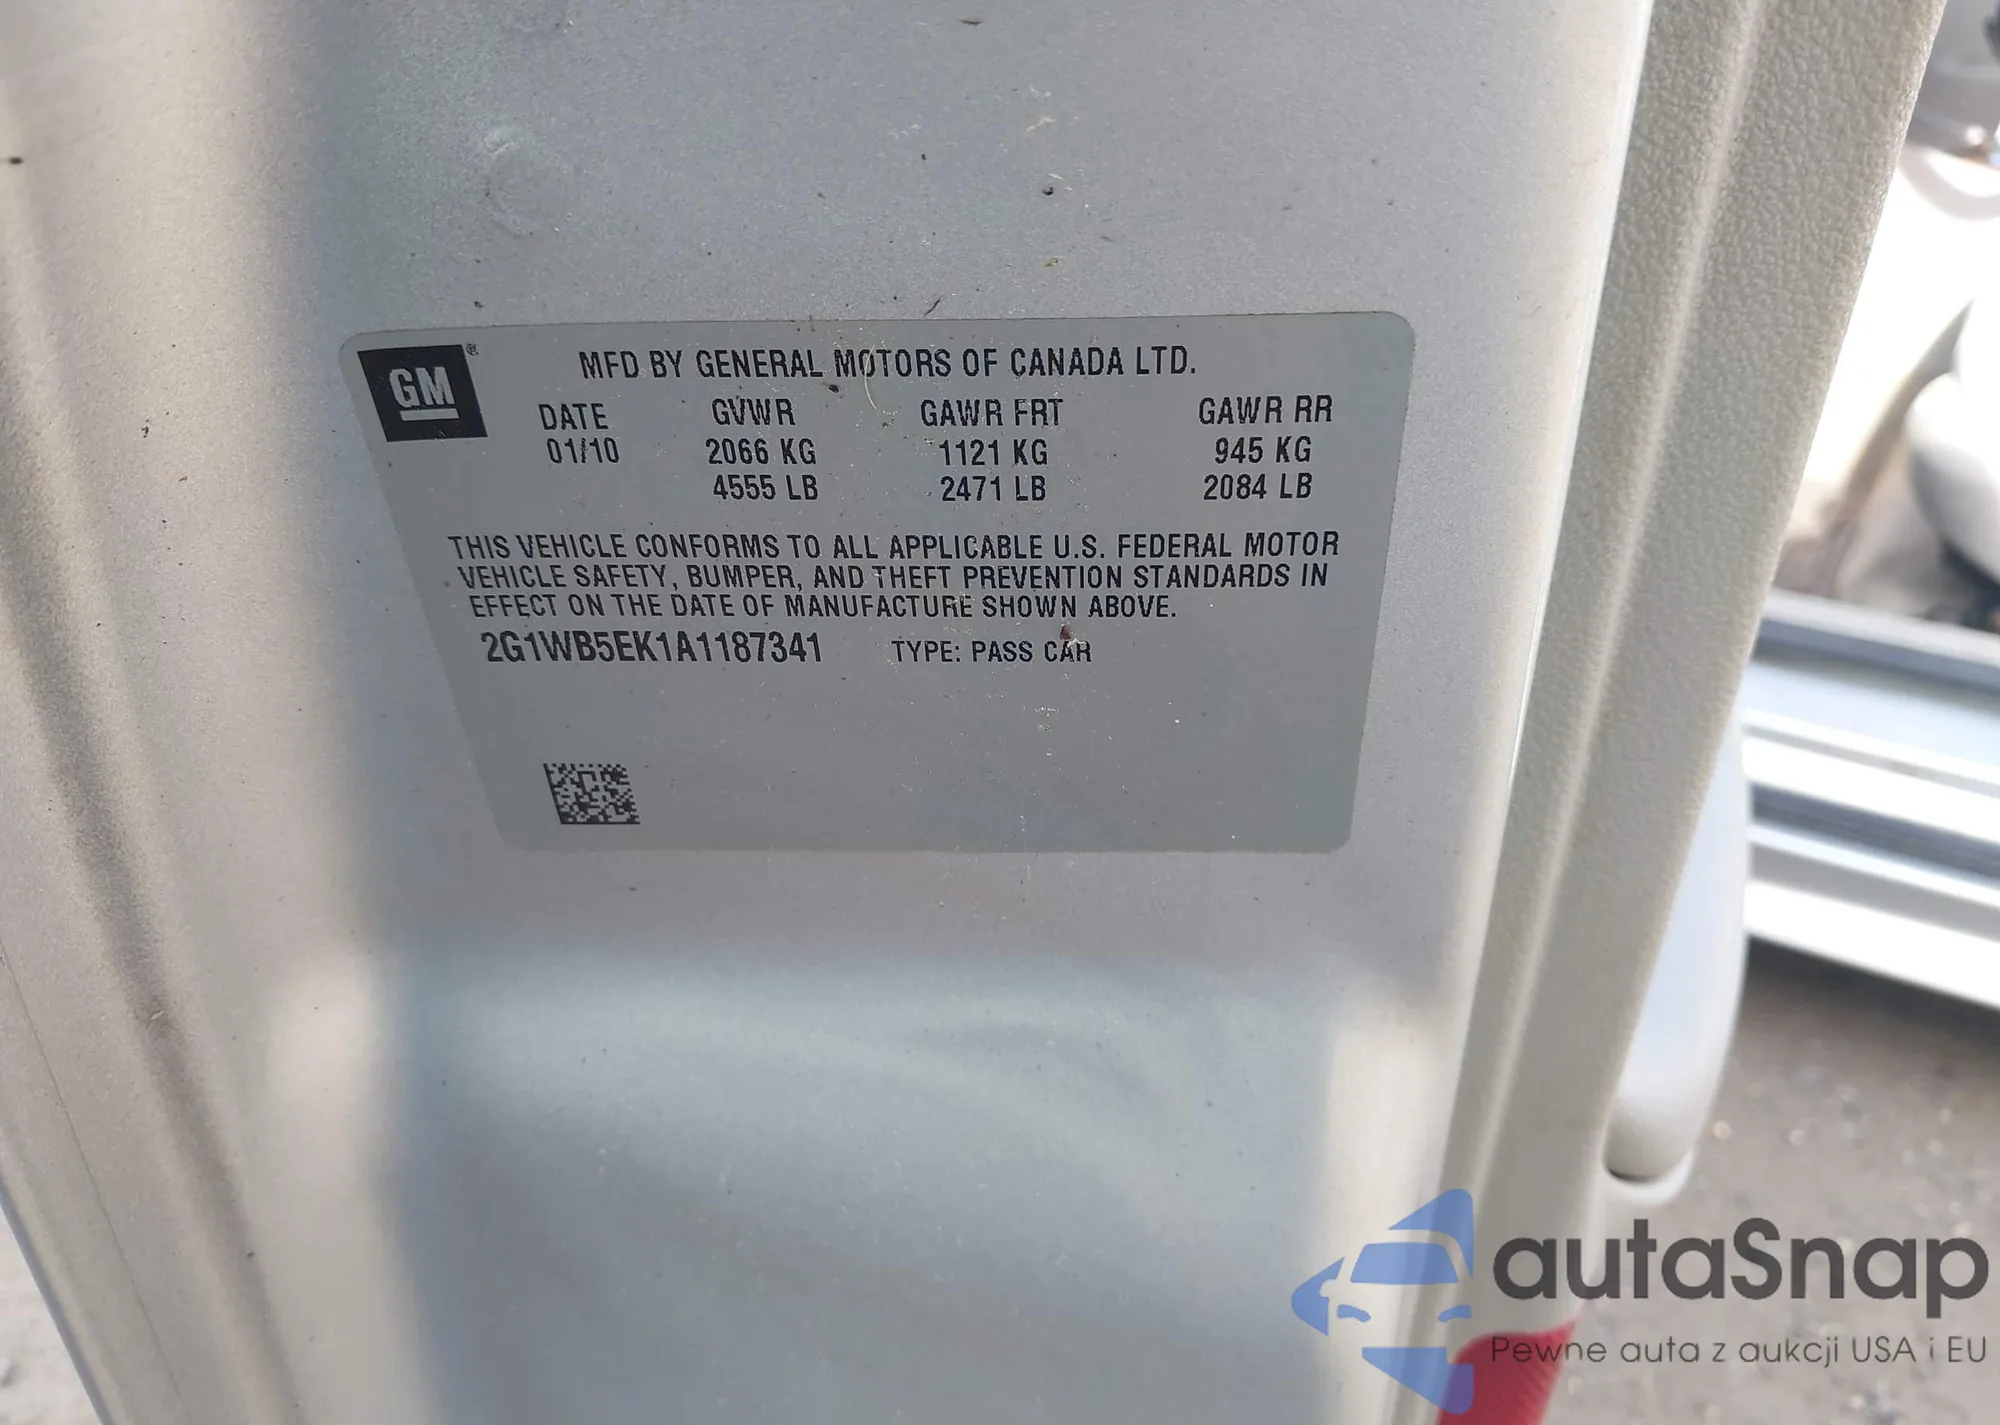 GM®
MFD BY GENERAL MOTORS OF CANADA LTD.
DATE GVWR GAWR FRT GAWR RR
01/10 2066 KG 1121 KG 945 KG
4555 LB 2471 LB 2084 LB
THIS VEHICLE CONFORMS TO ALL APPLICABLE U.S. FEDERAL MOTOR
VEHICLE SAFETY, BUMPER, AND THEFT PREVENTION STANDARDS IN
EFFECT ON THE DATE OF MANUFACTURE SHOWN ABOVE.
2G1WB5EK1A1187341 TYPE: PASS CAR
autaSnap
Pewne auta z aukcji USA i EU